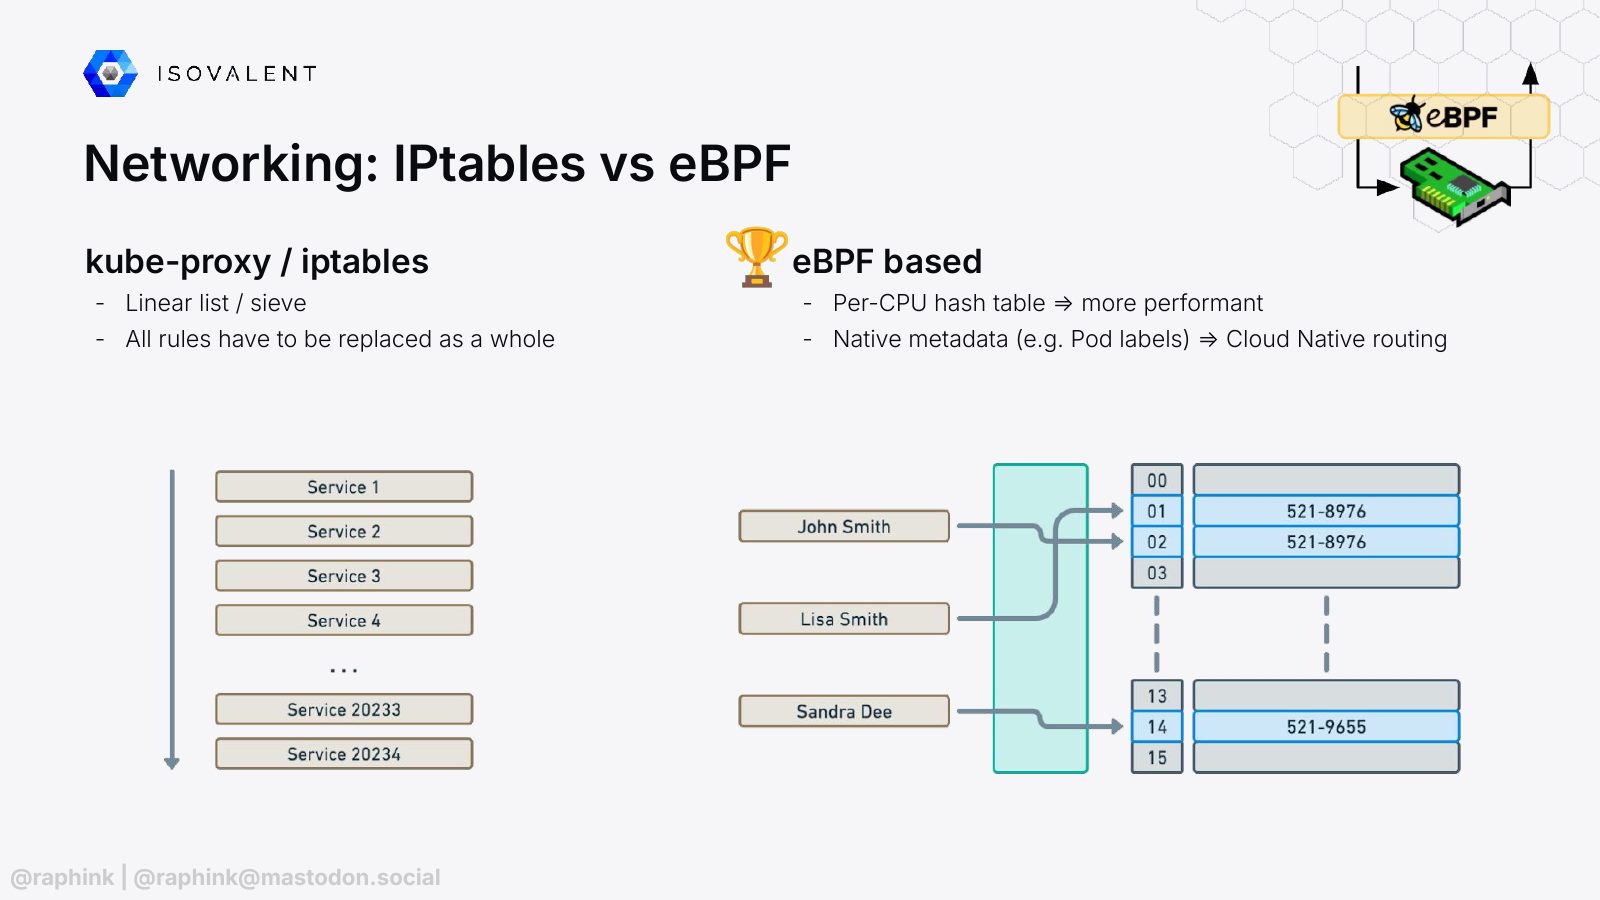 ISOVALENT
eBPF
Networking: IPtables vs eBPF
kube-proxy / iptables
- Linear list / sieve
- All rules have to be replaced as a whole
eBPF based
- Per-CPU hash table ⇒ more performant
- Native metadata (e.g. Pod labels) ⇒ Cloud Native routing
Service 1
Service 2
Service 3
Service 4
...
Service 20233
Service 20234
John Smith
Lisa Smith
Sandra Dee
00
01 521-8976
02 521-8976
03
13
14 521-9655
15
@raphink | @raphink@mastodon.social